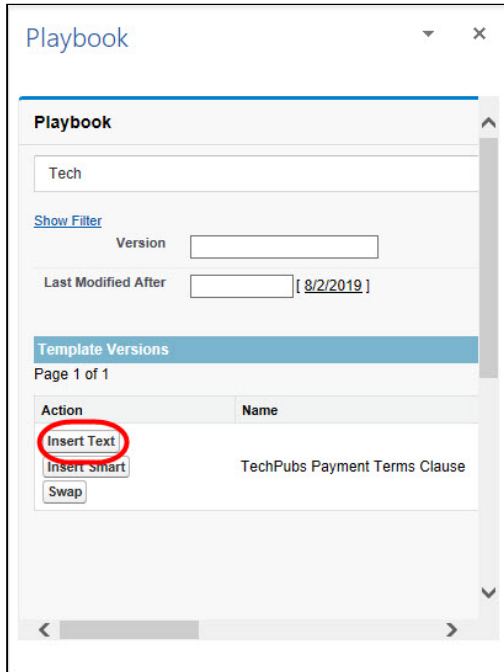 Playbook
Playbook
Tech
Show Filter
Version
Last Modified After [ 8/2/2019 ]
Template Versions
Page 1 of 1
Action Name
Insert Text
Insert Smart TechPubs Payment Terms Clause
Swap